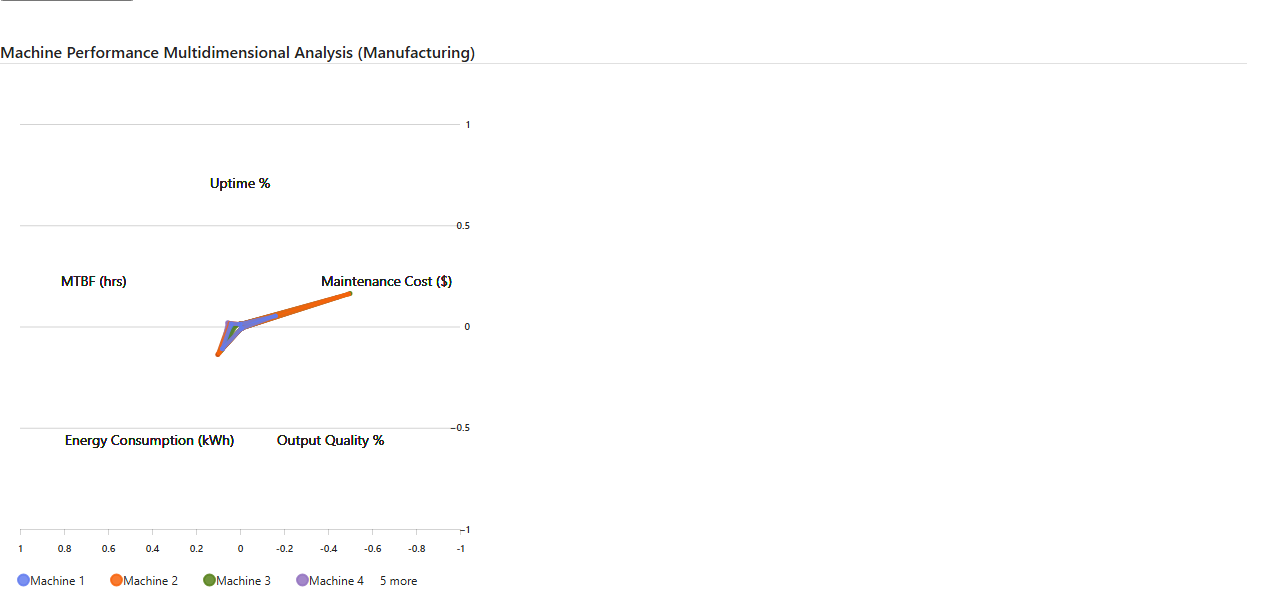 Machine Performance Multidimensional Analysis (Manufacturing)
1
Uptime %
0.5
MTBF (hrs)
Maintenance Cost ($)
0
-0.5
Energy Consumption (kWh)
Output Quality %
-1
1 0.8 0.6 0.4 0.2 0 -0.2 -0.4 -0.6 -0.8 -1
Machine 1 Machine 2 Machine 3 Machine 4 5 more